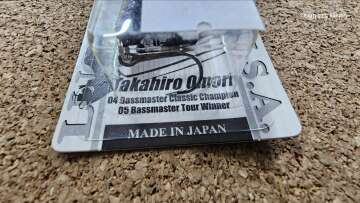 Takahiro Omori
04 Bassmaster Classic Champion
05 Bassmaster Tour Winner
MADE IN JAPAN